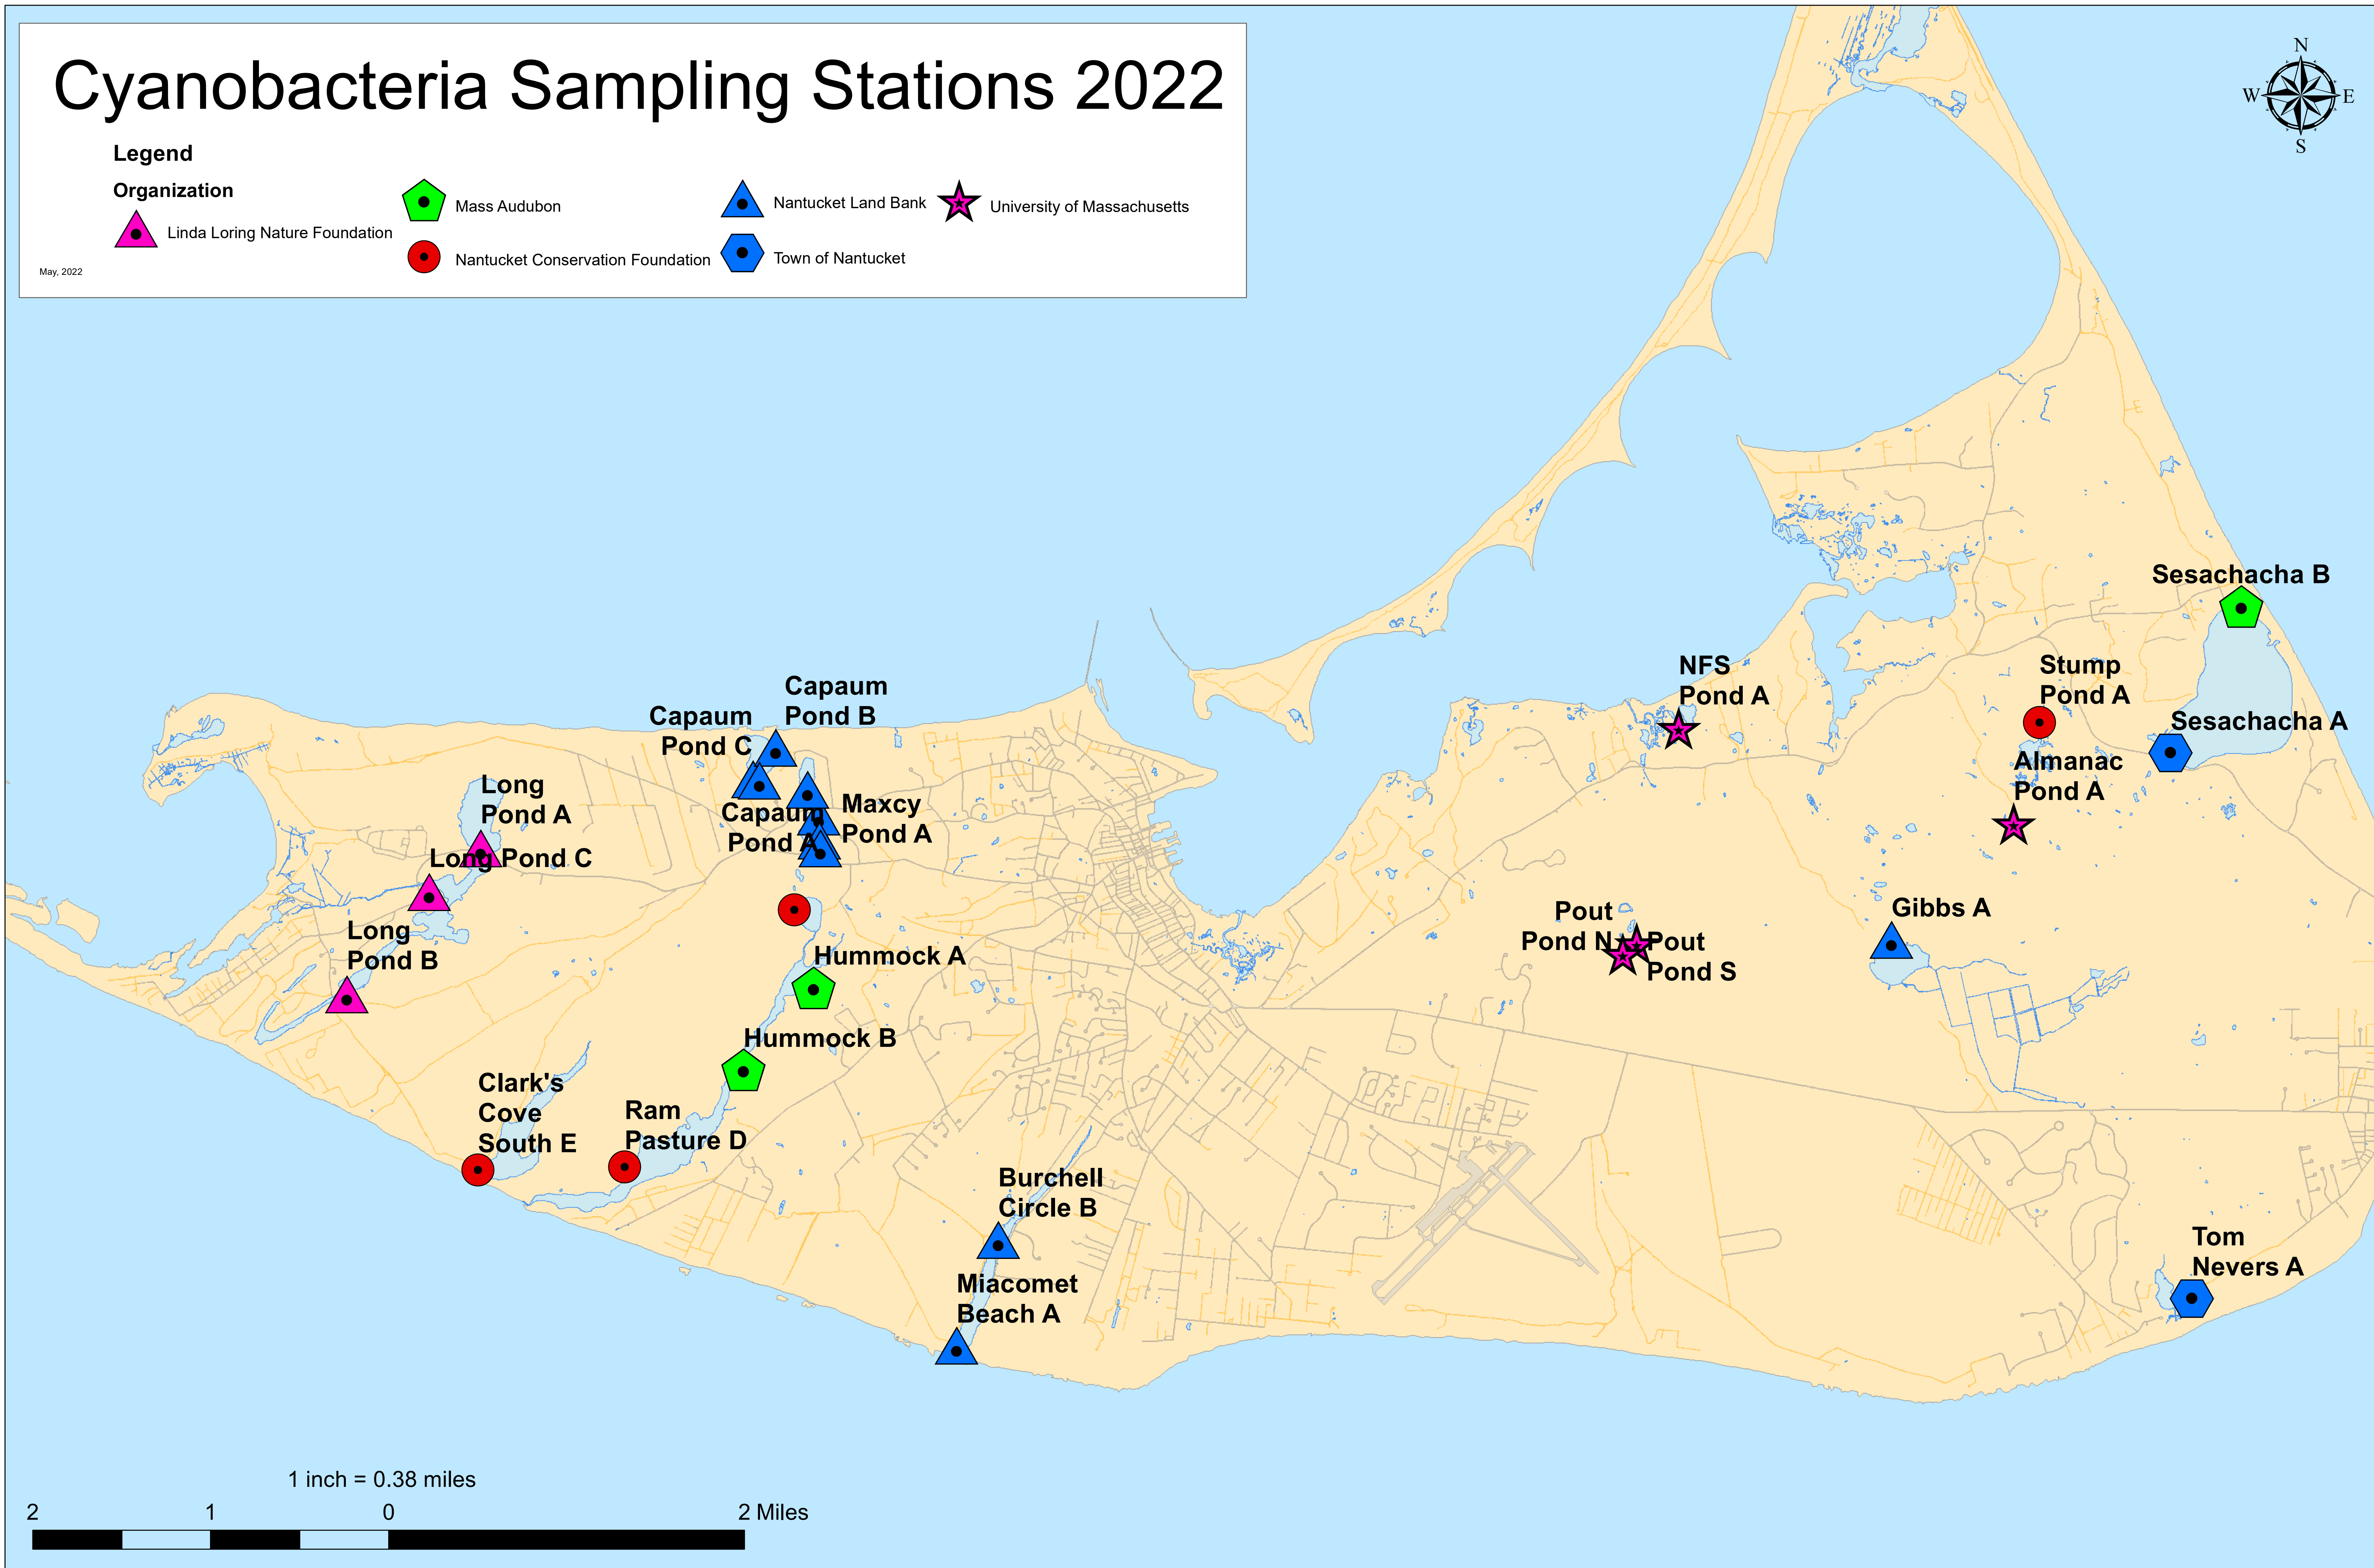 Cyanobacteria Sampling Stations 2022
Legend
Organization
Linda Loring Nature Foundation
Mass Audubon
Nantucket Conservation Foundation
Nantucket Land Bank
Town of Nantucket
University of Massachusetts
May, 2022
N
W E
S
Sesachacha B
NFS
Pond A
Stump
Pond A
Sesachacha A
Almanac
Pond A
Capaum
Pond B
Capaum
Pond C
Long
Pond A
Capaum
Pond A
Maxcy
Pond A
Long Pond C
Long
Pond B
Hummock A
Pout
Pond N
Pout
Pond S
Gibbs A
Hummock B
Clark's
Cove
South E
Ram
Pasture D
Burchell
Circle B
Miacomet
Beach A
Tom
Nevers A
1 inch = 0.38 miles
2 1 0 2 Miles